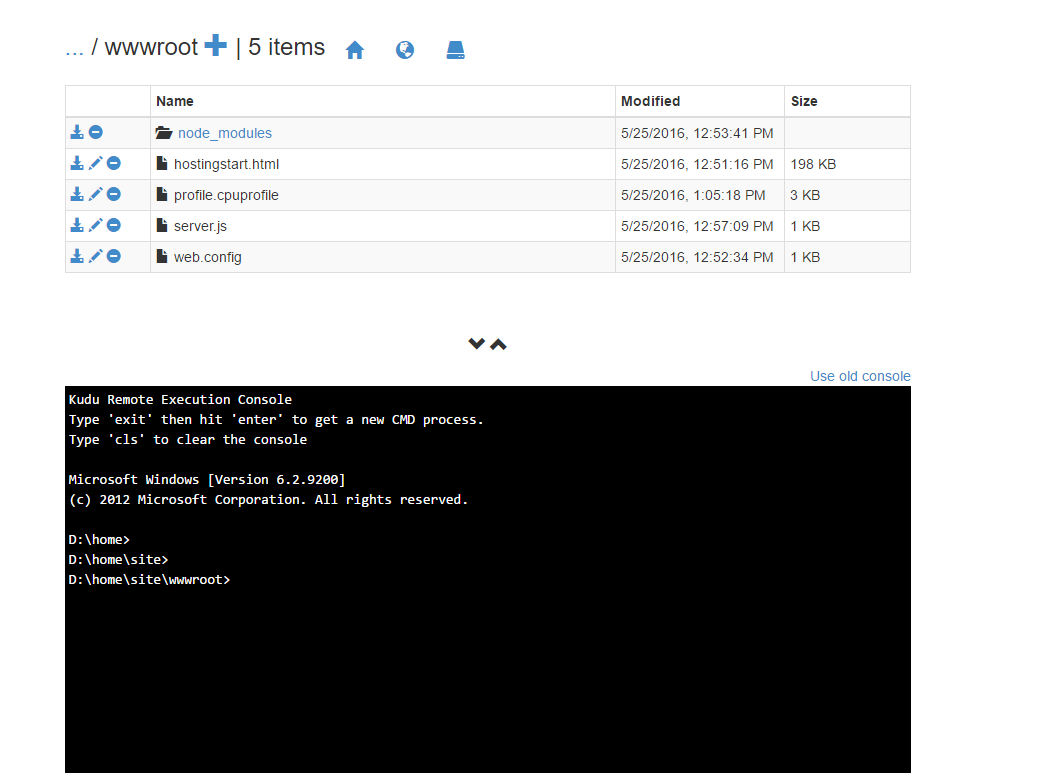 ... / wwwroot | 5 items
Name Modified Size
node_modules 5/25/2016, 12:53:41 PM
hostingstart.html 5/25/2016, 12:51:16 PM 198 KB
profile.cpuprofile 5/25/2016, 1:05:18 PM 3 KB
server.js 5/25/2016, 12:57:09 PM 1 KB
web.config 5/25/2016, 12:52:34 PM 1 KB
Use old console
Kudu Remote Execution Console
Type 'exit' then hit 'enter' to get a new CMD process.
Type 'cls' to clear the console
Microsoft Windows [Version 6.2.9200]
(c) 2012 Microsoft Corporation. All rights reserved.
D:\home>
D:\home\site>
D:\home\site\wwwroot>